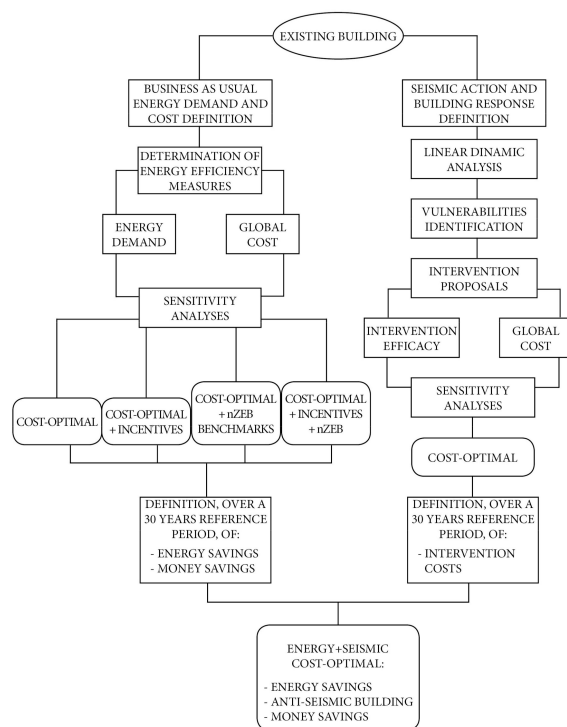 EXISTING BUILDING
BUSINESS AS USUAL
ENERGY DEMAND AND
COST DEFINITION
SEISMIC ACTION AND
BUILDING RESPONSE
DEFINITION
DETERMINATION OF
ENERGY EFFICIENCY
MEASURES
LINEAR DINAMIC
ANALYSIS
ENERGY
DEMAND
GLOBAL
COST
VULNERABILITIES
IDENTIFICATION
INTERVENTION
PROPOSALS
SENSITIVITY
ANALYSES
INTERVENTION
EFFICACY
GLOBAL
COST
COST-OPTIMAL
COST-OPTIMAL
+ INCENTIVES
COST-OPTIMAL
+ nZEB
BENCHMARKS
COST-OPTIMAL
+ INCENTIVES
+nZEB
SENSITIVITY
ANALYSES
COST-OPTIMAL
DEFINITION, OVER A
30 YEARS REFERENCE
PERIOD, OF:
- ENERGY SAVINGS
- MONEY SAVINGS
DEFINITION, OVER A
30 YEARS REFERENCE
PERIOD, OF:
- INTERVENTION
COSTS
ENERGY+SEISMIC
COST-OPTIMAL:
- ENERGY SAVINGS
- ANTI-SEISMIC BUILDING
- MONEY SAVINGS